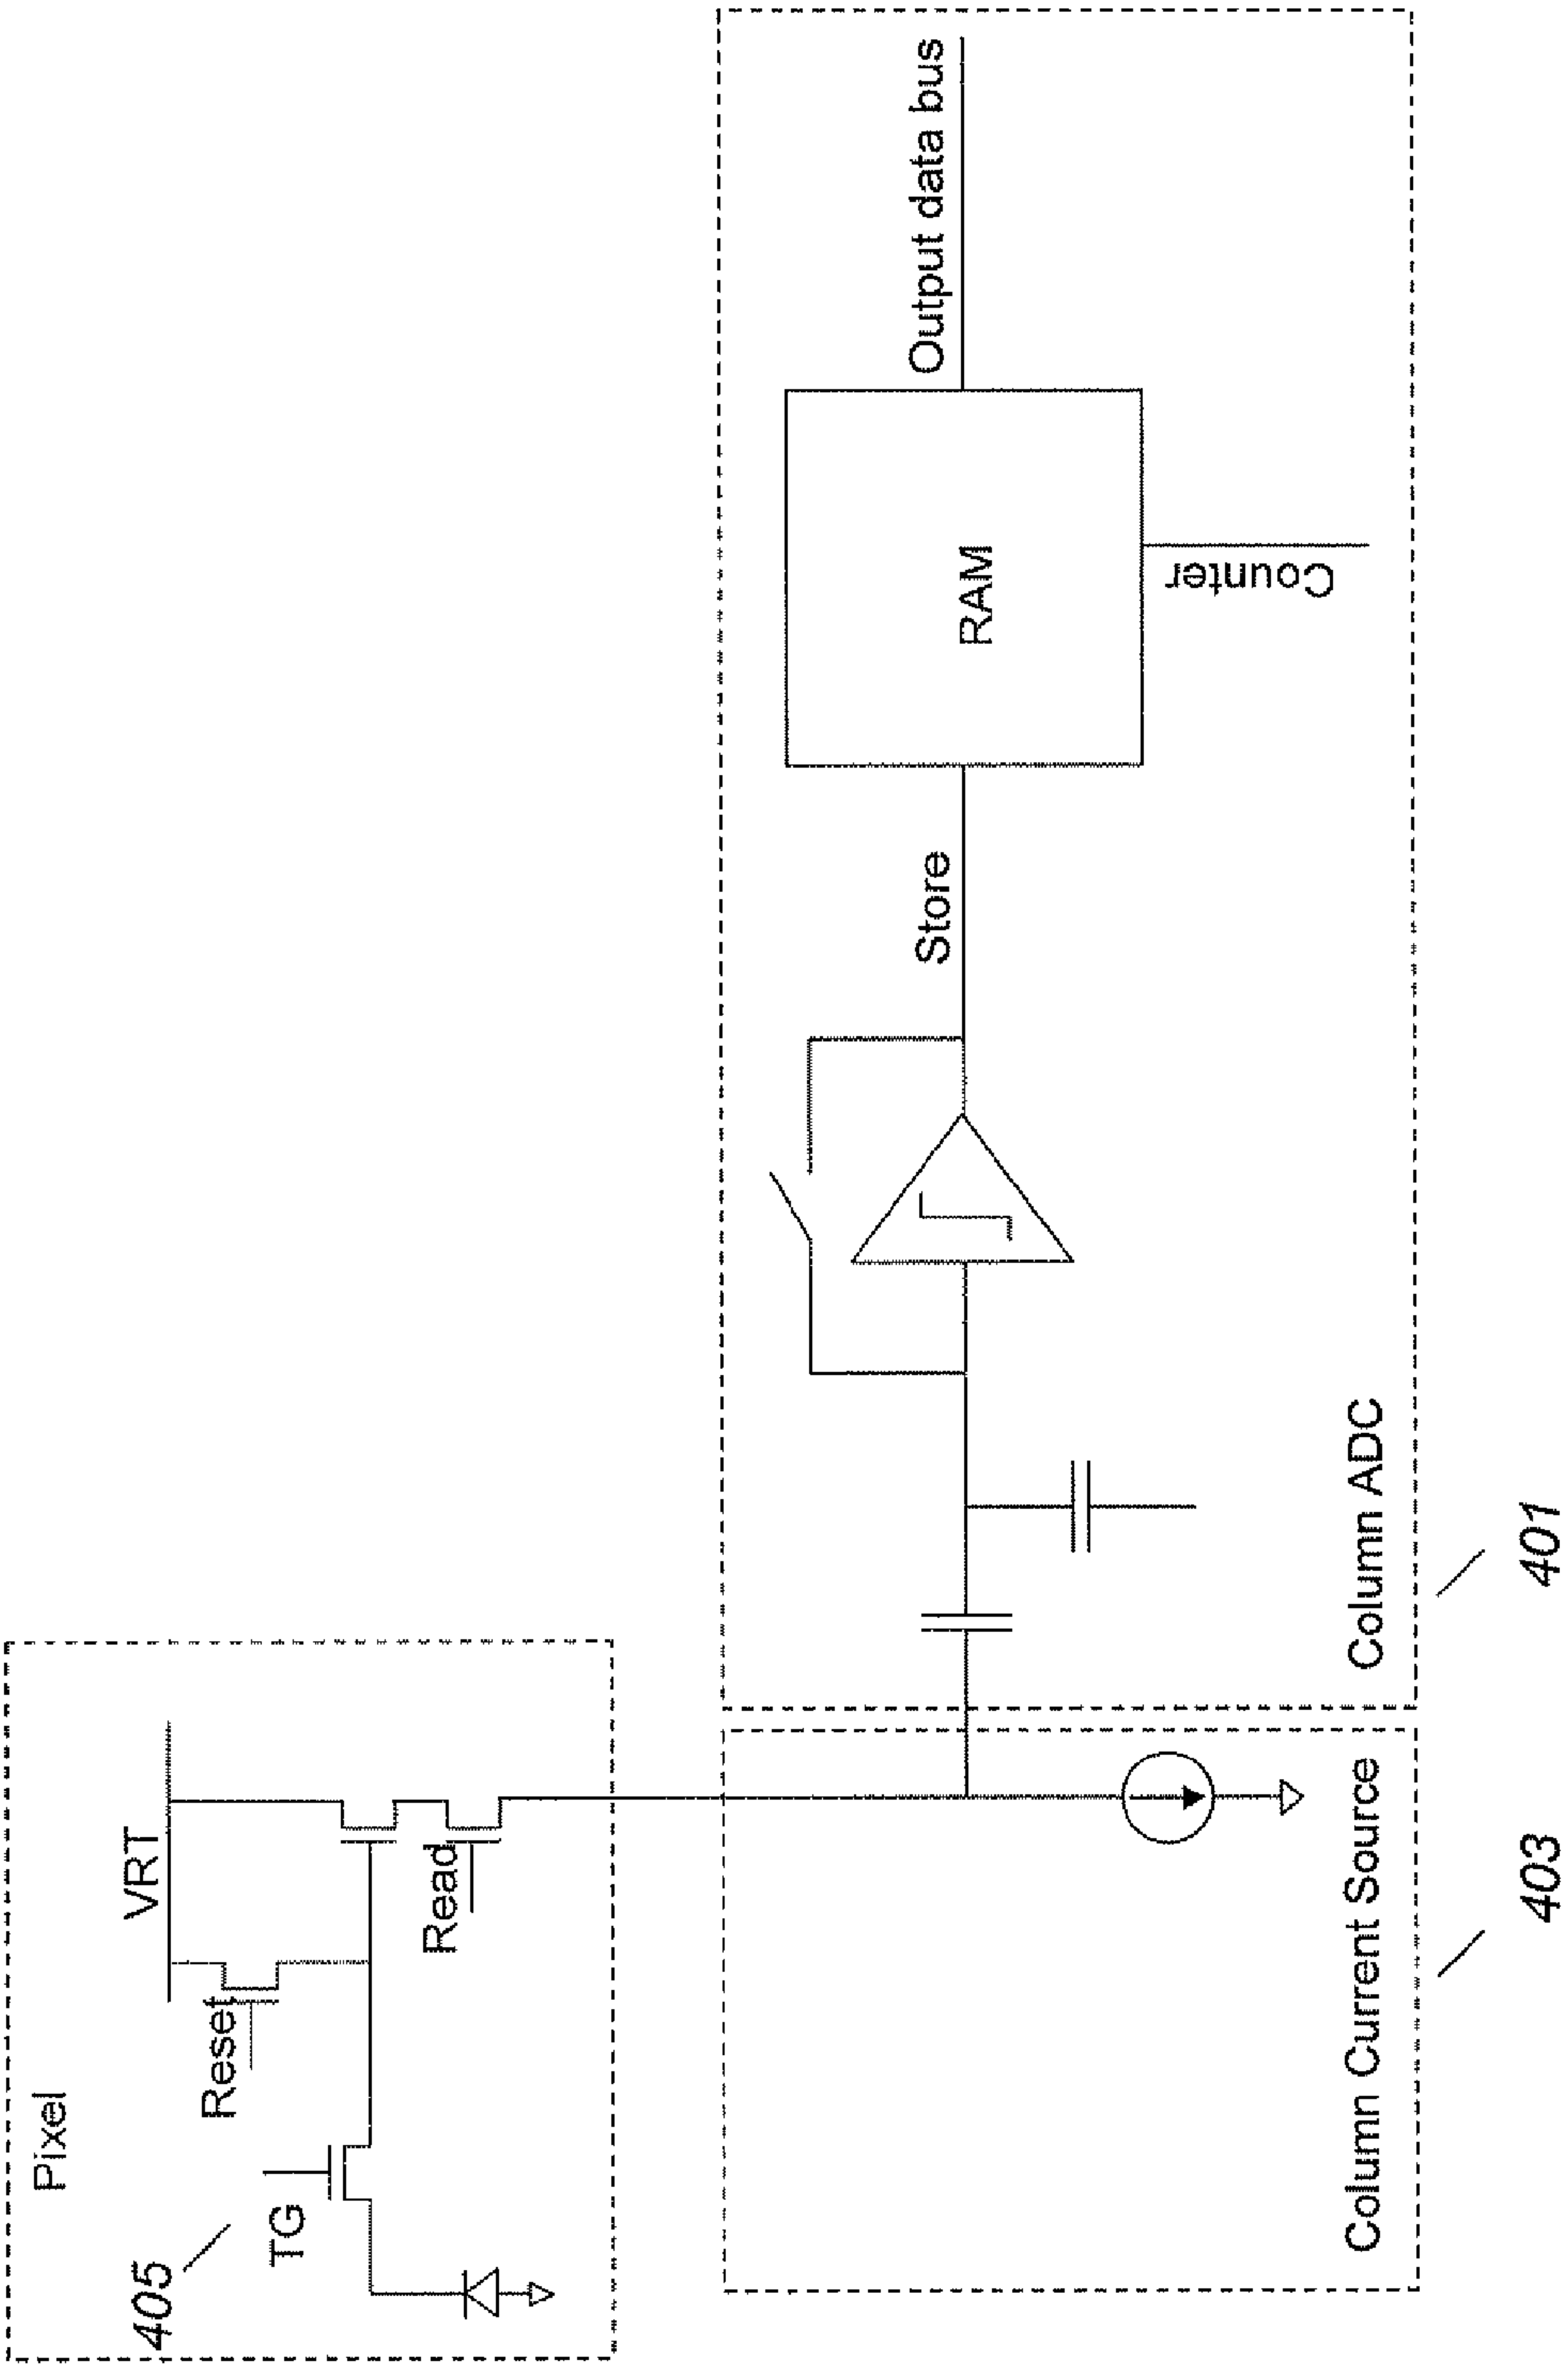 Pixel
405
TG
Reset
VRT
Read
Column Current Source
403
Column ADC
401
Store
RAM
Counter
Output data bus